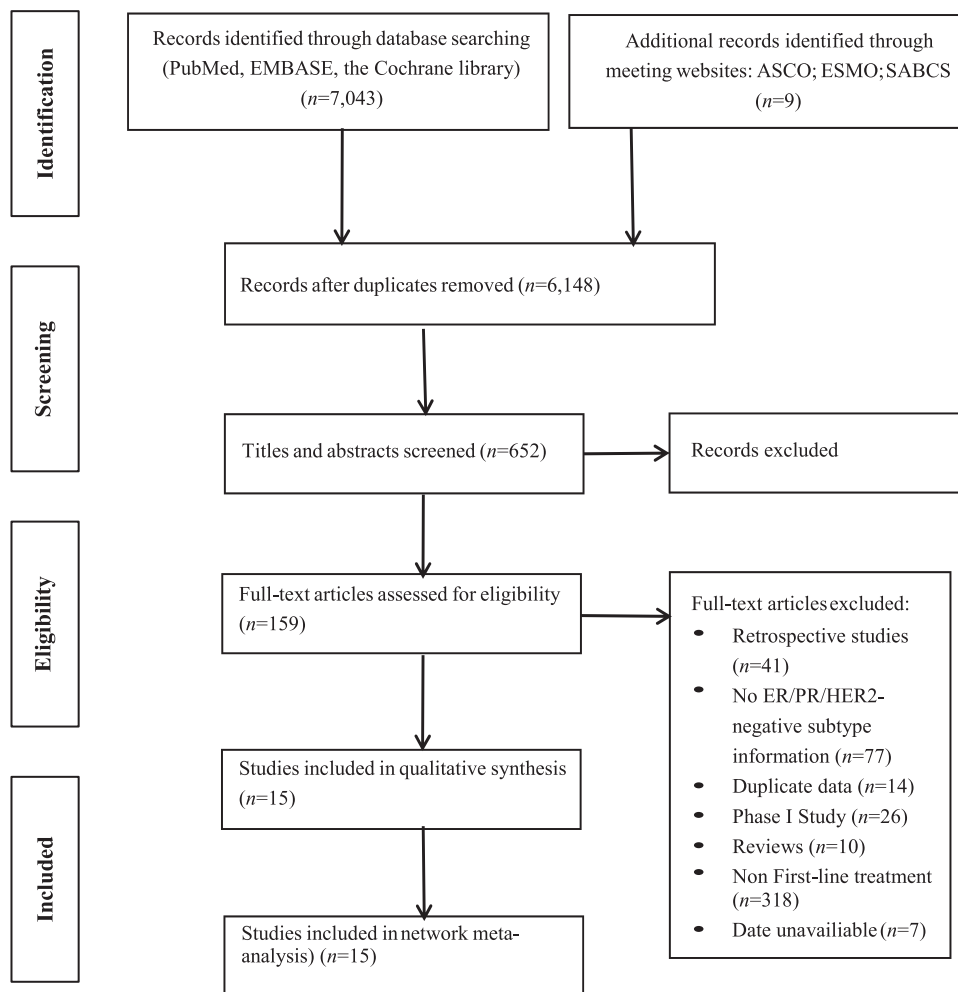 Identification
Records identified through database searching
(PubMed, EMBASE, the Cochrane library)
(n=7,043)
Additional records identified through
meeting websites: ASCO; ESMO; SABCS
(n=9)
Screening
Records after duplicates removed (n=6,148)
Titles and abstracts screened (n=652)
Records excluded
Eligibility
Full-text articles assessed for eligibility
(n=159)
Full-text articles excluded:
• Retrospective studies
(n=41)
• No ER/PR/HER2-
negative subtype
information (n=77)
• Duplicate data (n=14)
• Phase I Study (n=26)
• Reviews (n=10)
• Non First-line treatment
(n=318)
• Date unavailiable (n=7)
Included
Studies included in qualitative synthesis
(n=15)
Studies included in network meta-
analysis) (n=15)